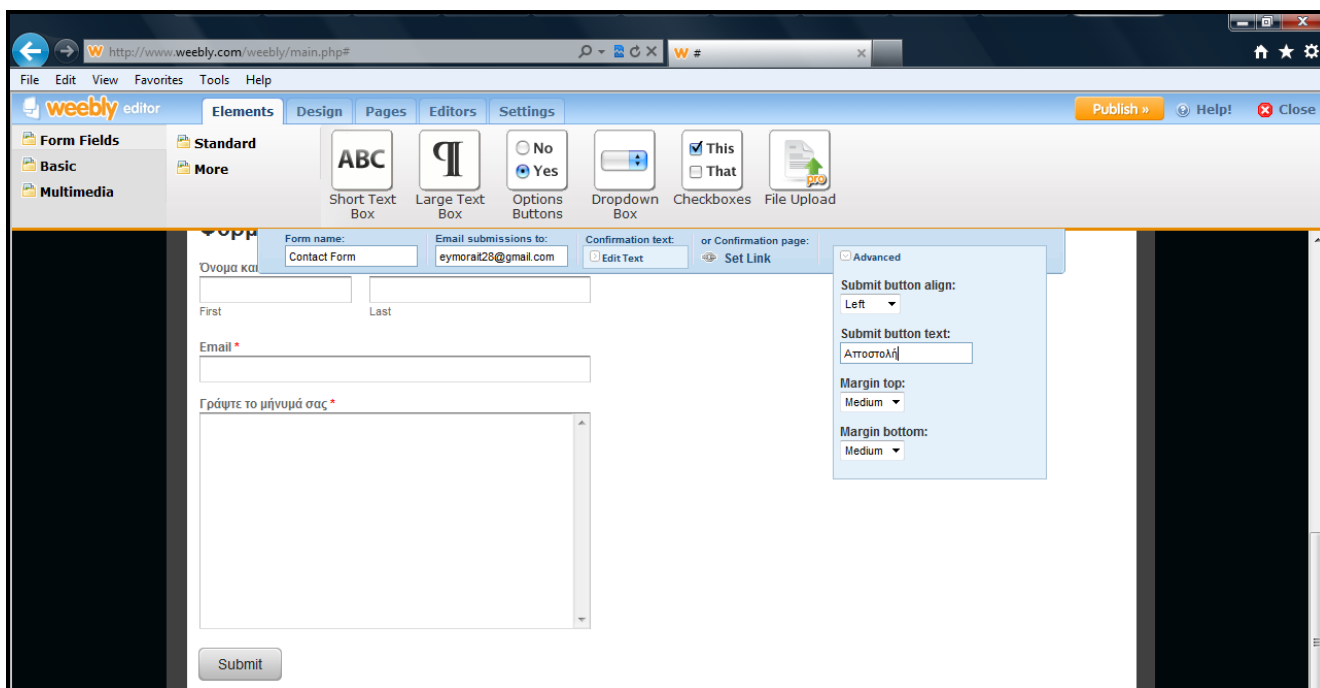 http://www.weebly.com/weebly/main.php#
W #
File Edit View Favorites Tools Help
weebly editor
Elements Design Pages Editors Settings
Publish »
Help!
Close
Form Fields
Basic
Multimedia
Standard
More
ABC
No
Yes
This
That
pro
Short Text Box
Large Text Box
Options Buttons
Dropdown Box
Checkboxes
File Upload
Form name:
Contact Form
Email submissions to:
eymorait28@gmail.com
Confirmation text:
Edit Text
or Confirmation page:
Set Link
Advanced
Submit button align:
Left
Submit button text:
Αποστολή
Margin top:
Medium
Margin bottom:
Medium
Όνομα και
First Last
Email *
Γράψτε το μήνυμά σας *
Submit